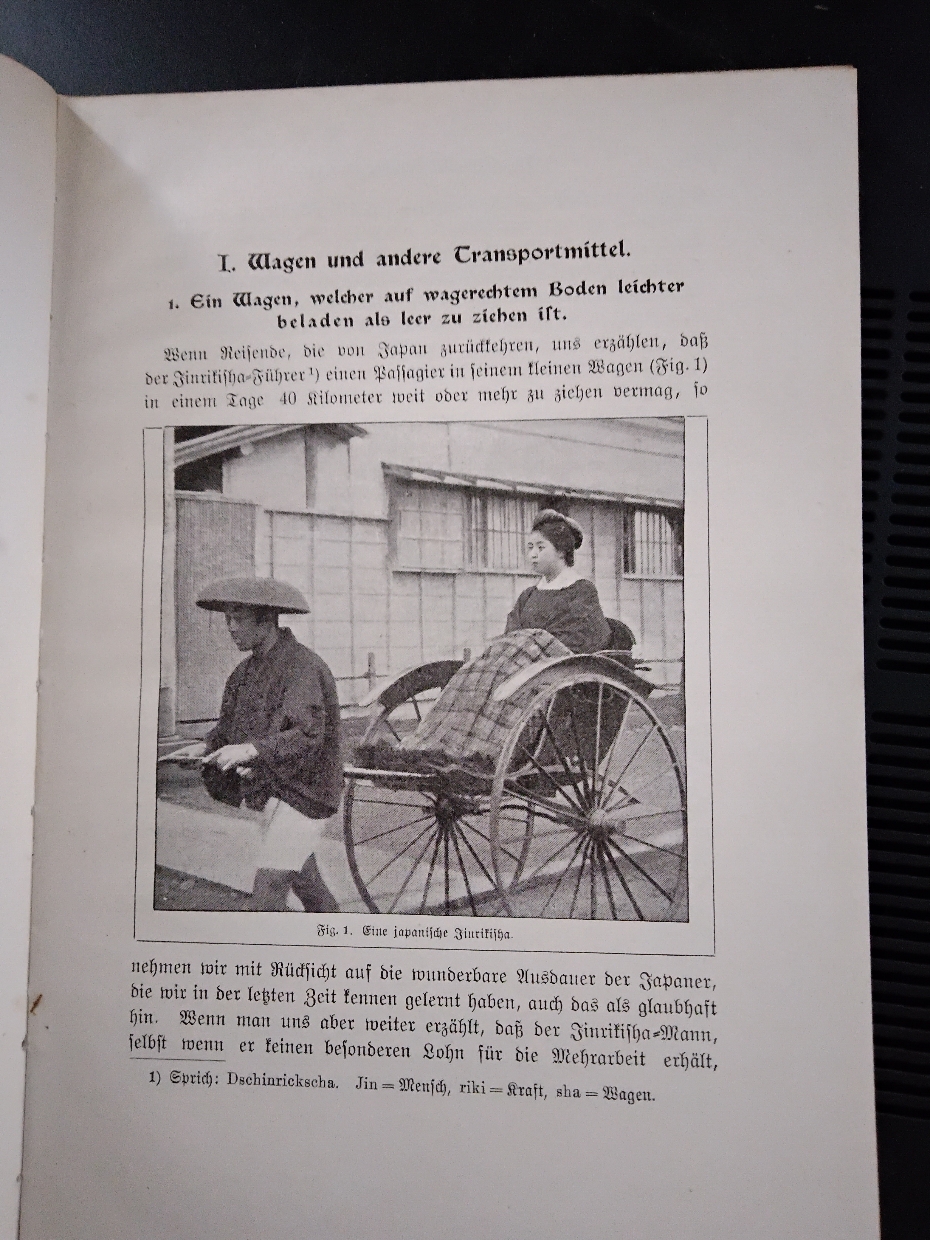 I. Wagen und andere Transportmittel.
1. Ein Wagen, welcher auf wagerechtem Boden leichter
beladen als leer zu ziehen ist.
Wenn Reisende, die von Japan zurückkehren, uns erzählen, daß
der Jinrikisha-Führer¹) einen Passagier in seinem kleinen Wagen (Fig. 1)
in einem Tage 40 Kilometer weit oder mehr zu ziehen vermag, so
Fig. 1. Eine japanische Jinrikisha.
nehmen wir mit Rücksicht auf die wunderbare Ausdauer der Japaner,
die wir in der letzten Zeit kennen gelernt haben, auch das als glaubhaft
hin. Wenn man uns aber weiter erzählt, daß der Jinrikisha-Mann,
selbst wenn er keinen besonderen Lohn für die Mehrarbeit erhält,
1) Sprich: Dschinrickscha. Jin = Mensch, riki = Kraft, sha = Wagen.